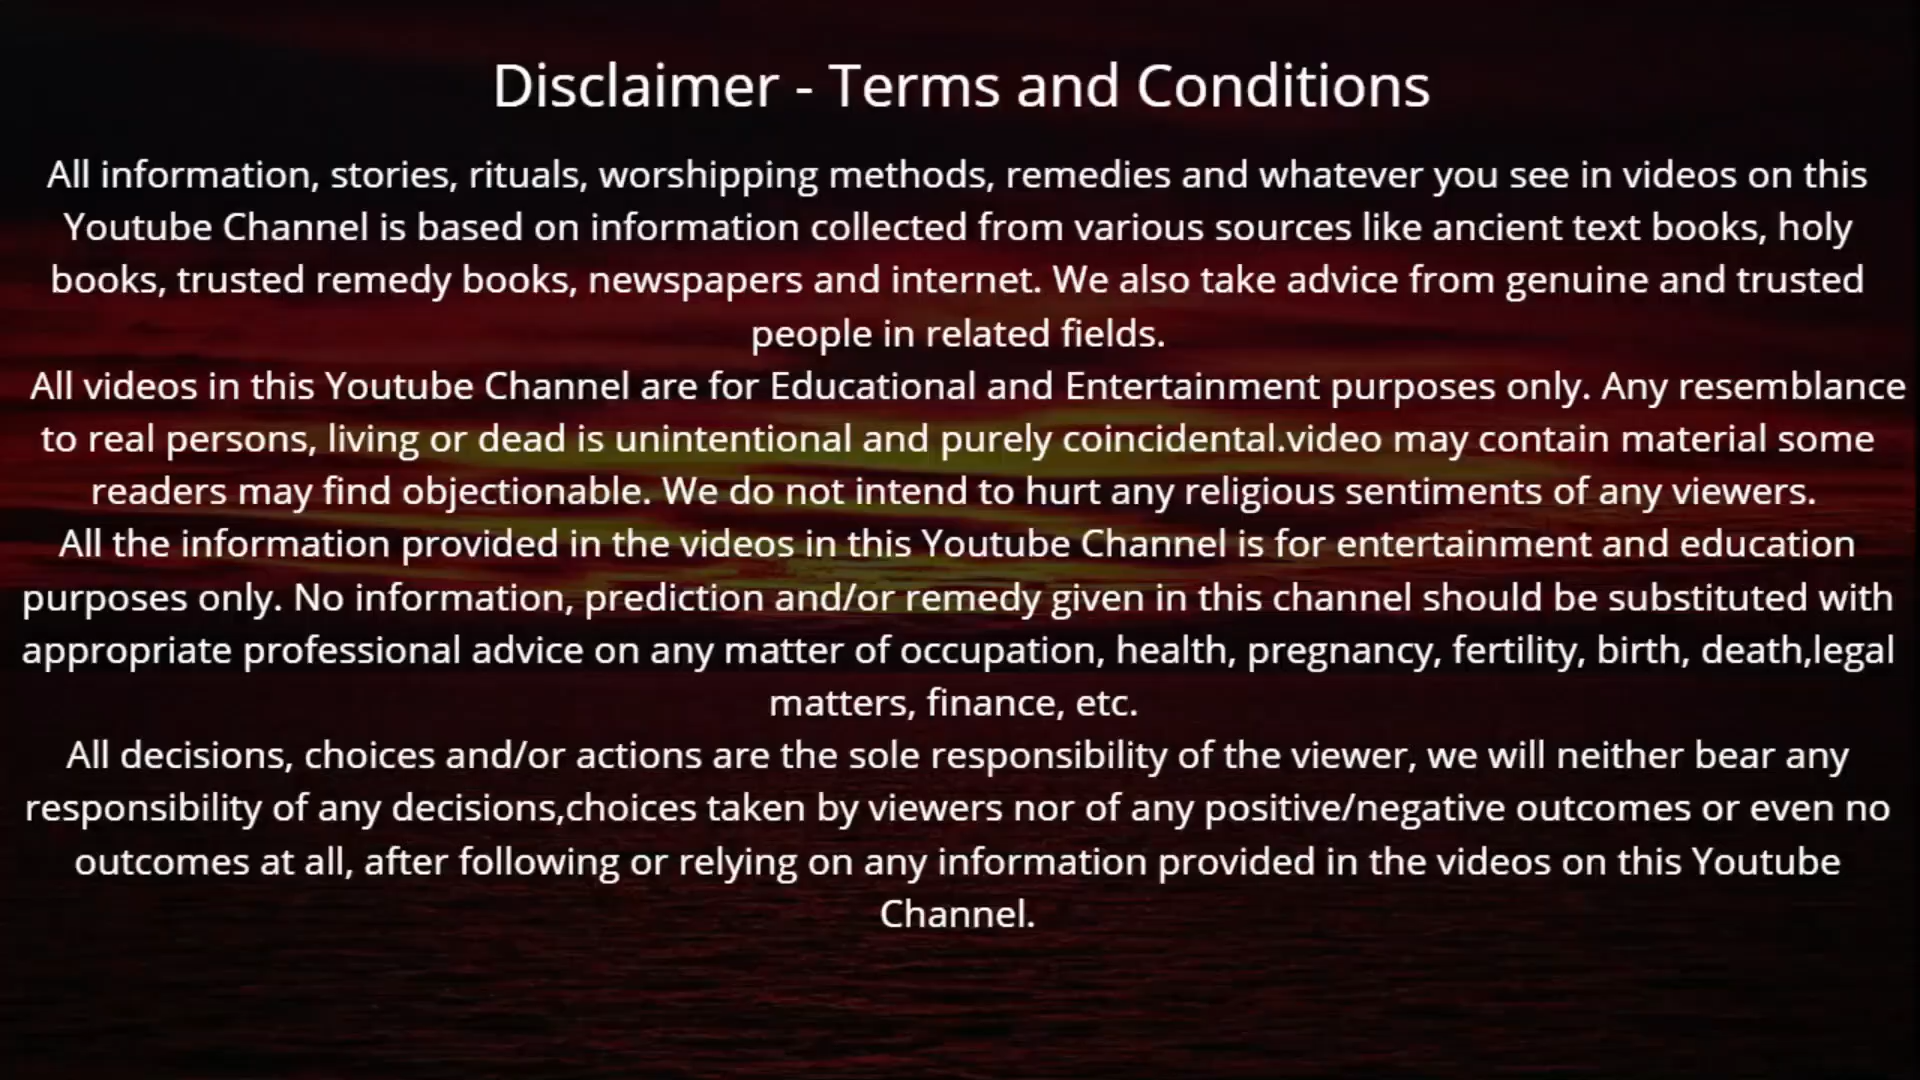 Disclaimer - Terms and Conditions
All information, stories, rituals, worshipping methods, remedies and whatever you see in videos on this
Youtube Channel is based on information collected from various sources like ancient text books, holy
books, trusted remedy books, newspapers and internet. We also take advice from genuine and trusted
people in related fields.
All videos in this Youtube Channel are for Educational and Entertainment purposes only. Any resemblance
to real persons, living or dead is unintentional and purely coincidental.video may contain material some
readers may find objectionable. We do not intend to hurt any religious sentiments of any viewers.
All the information provided in the videos in this Youtube Channel is for entertainment and education
purposes only. No information, prediction and/or remedy given in this channel should be substituted with
appropriate professional advice on any matter of occupation, health, pregnancy, fertility, birth, death,legal
matters, finance, etc.
All decisions, choices and/or actions are the sole responsibility of the viewer, we will neither bear any
responsibility of any decisions,choices taken by viewers nor of any positive/negative outcomes or even no
outcomes at all, after following or relying on any information provided in the videos on this Youtube
Channel.